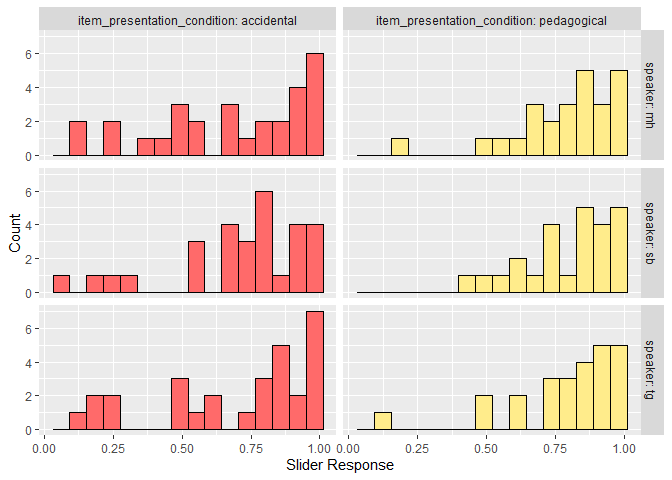 item_presentation_condition: accidental
item_presentation_condition: pedagogical
6
4
2
0
speaker: mh
6
4
2
0
speaker: sb
6
4
2
0
speaker: tg
Count
0.00 0.25 0.50 0.75 1.00
0.00 0.25 0.50 0.75 1.00
Slider Response